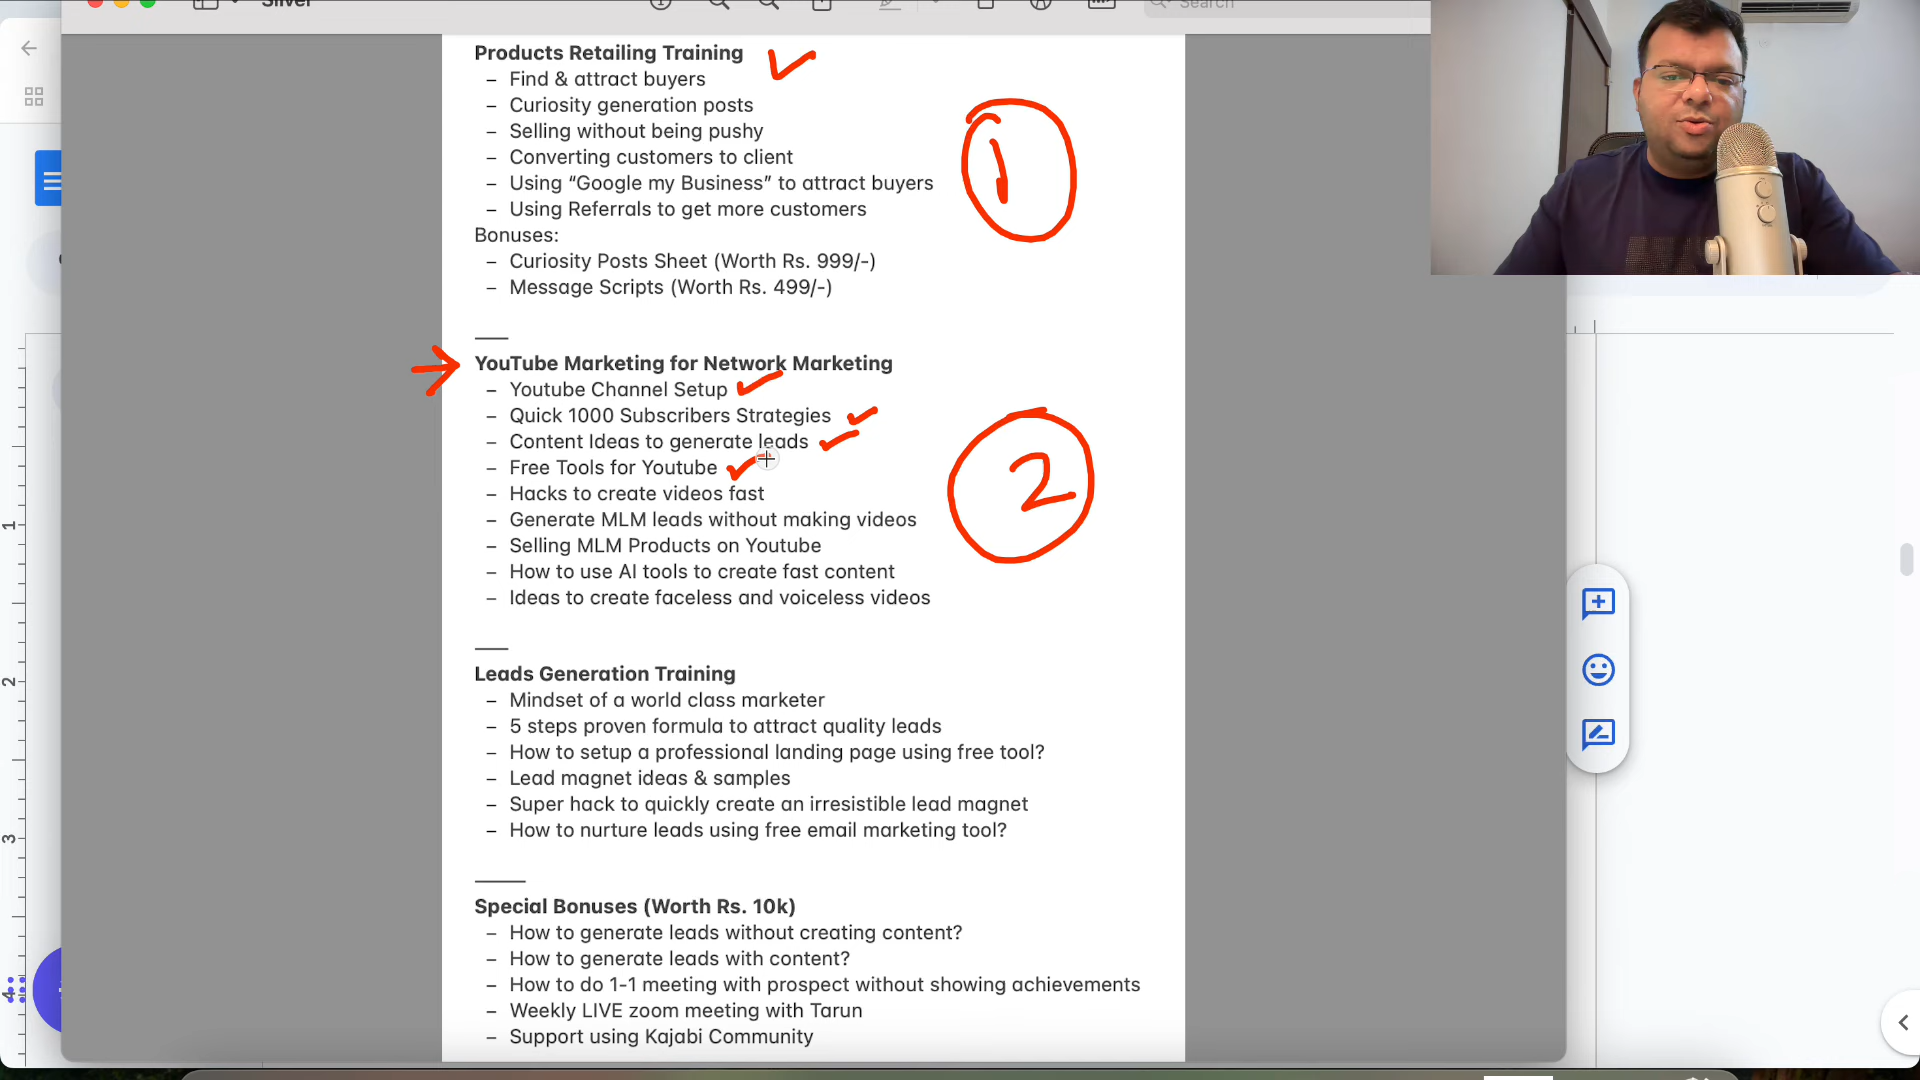 Silver
Search
Products Retailing Training
– Find & attract buyers
– Curiosity generation posts
– Selling without being pushy
– Converting customers to client
– Using “Google my Business” to attract buyers
– Using Referrals to get more customers
Bonuses:
– Curiosity Posts Sheet (Worth Rs. 999/-)
– Message Scripts (Worth Rs. 499/-)
1
YouTube Marketing for Network Marketing
– Youtube Channel Setup
– Quick 1000 Subscribers Strategies
– Content Ideas to generate leads
– Free Tools for Youtube
– Hacks to create videos fast
– Generate MLM leads without making videos
– Selling MLM Products on Youtube
– How to use AI tools to create fast content
– Ideas to create faceless and voiceless videos
2
Leads Generation Training
– Mindset of a world class marketer
– 5 steps proven formula to attract quality leads
– How to setup a professional landing page using free tool?
– Lead magnet ideas & samples
– Super hack to quickly create an irresistible lead magnet
– How to nurture leads using free email marketing tool?
Special Bonuses (Worth Rs. 10k)
– How to generate leads without creating content?
– How to generate leads with content?
– How to do 1-1 meeting with prospect without showing achievements
– Weekly LIVE zoom meeting with Tarun
– Support using Kajabi Community
1
2
3
4